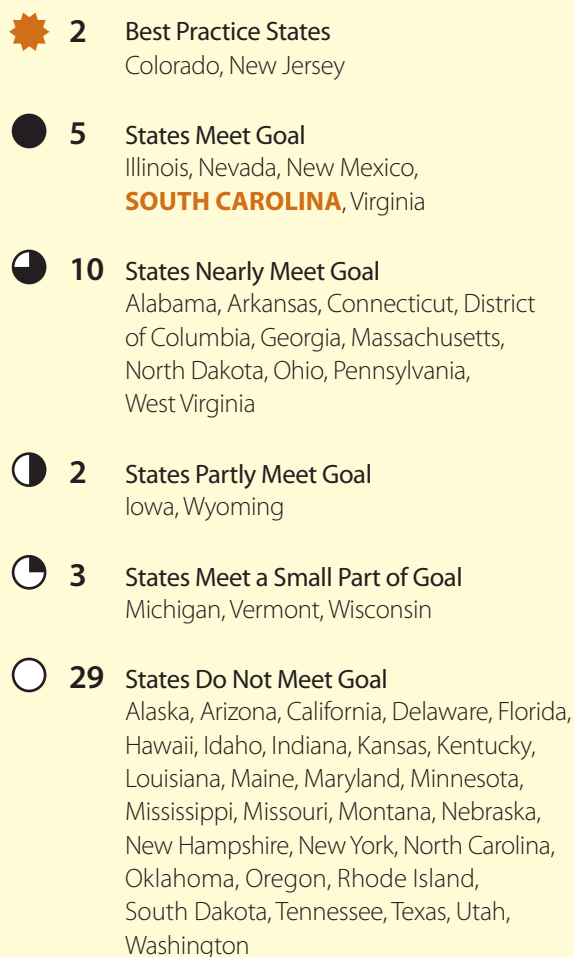 2 Best Practice States
Colorado, New Jersey
5 States Meet Goal
Illinois, Nevada, New Mexico,
SOUTH CAROLINA, Virginia
10 States Nearly Meet Goal
Alabama, Arkansas, Connecticut, District
of Columbia, Georgia, Massachusetts,
North Dakota, Ohio, Pennsylvania,
West Virginia
2 States Partly Meet Goal
Iowa, Wyoming
3 States Meet a Small Part of Goal
Michigan, Vermont, Wisconsin
29 States Do Not Meet Goal
Alaska, Arizona, California, Delaware, Florida,
Hawaii, Idaho, Indiana, Kansas, Kentucky,
Louisiana, Maine, Maryland, Minnesota,
Mississippi, Missouri, Montana, Nebraska,
New Hampshire, New York, North Carolina,
Oklahoma, Oregon, Rhode Island,
South Dakota, Tennessee, Texas, Utah,
Washington